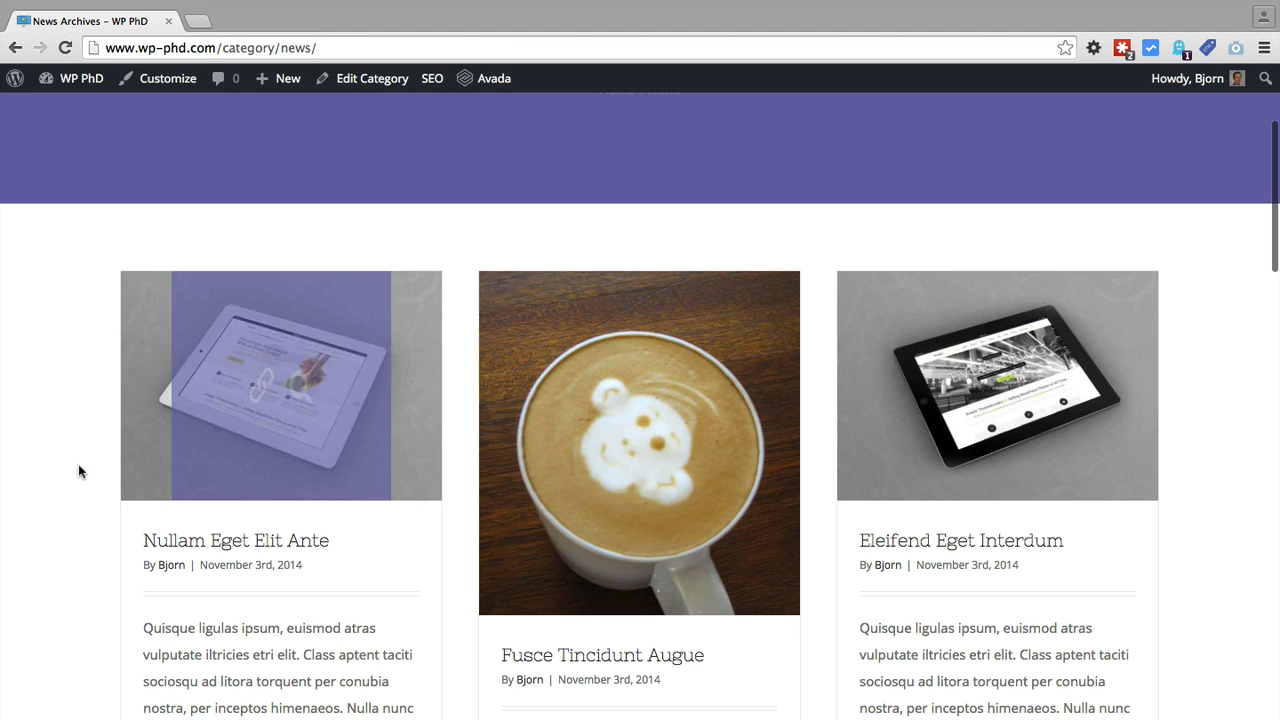 News Archives – WP PhD
www.wp-phd.com/category/news/
2
1
WP PhD
Customize
0
New
Edit Category
SEO
Avada
Howdy, Bjorn
Nullam Eget Elit Ante
By Bjorn | November 3rd, 2014
Quisque ligulas ipsum, euismod atras
vulputate iltricies etri elit. Class aptent taciti
sociosqu ad litora torquent per conubia
nostra, per inceptos himenaeos. Nulla nunc
Fusce Tincidunt Augue
By Bjorn | November 3rd, 2014
Eleifend Eget Interdum
By Bjorn | November 3rd, 2014
Quisque ligulas ipsum, euismod atras
vulputate iltricies etri elit. Class aptent taciti
sociosqu ad litora torquent per conubia
nostra, per inceptos himenaeos. Nulla nunc